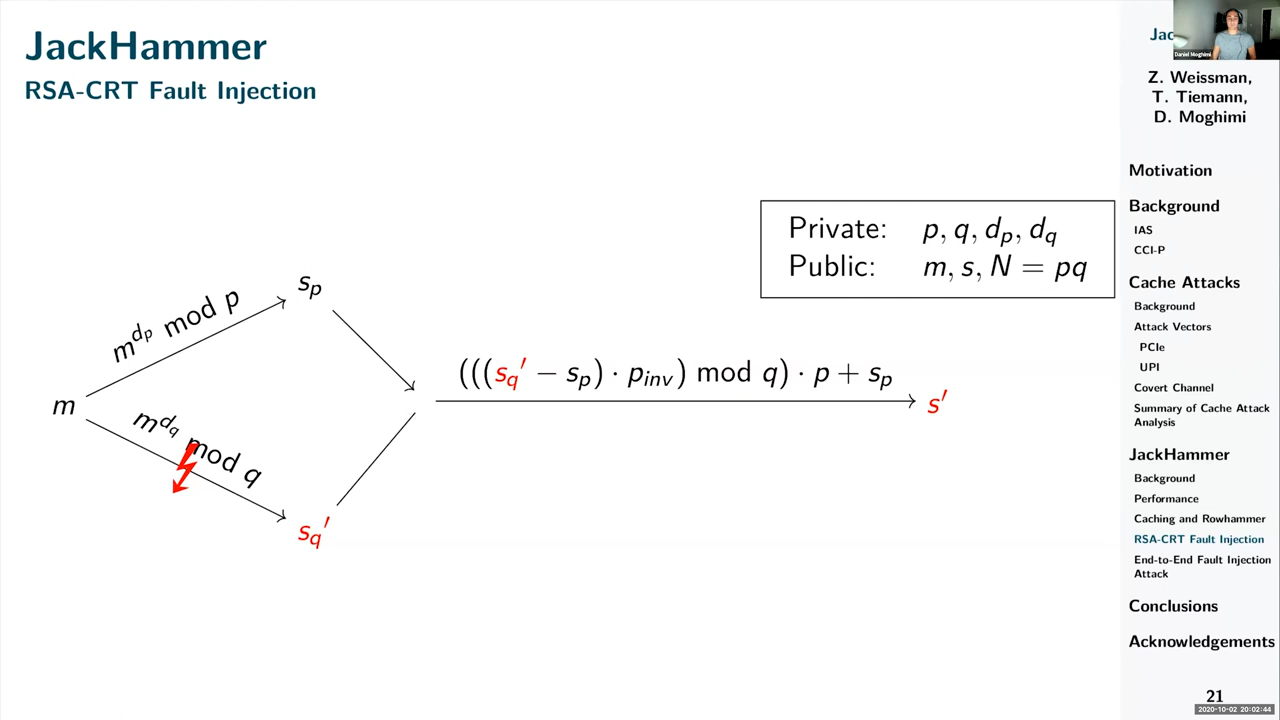 JackHammer
RSA-CRT Fault Injection
Private: p, q, d_p, d_q
Public: m, s, N = pq
m
m^{d_p} mod p
s_p
m^{d_q} mod q
s_q′
(((s_q′ − s_p) · p_{inv}) mod q) · p + s_p
s′
Jac
Daniel Moghimi
Z. Weissman,
T. Tiemann,
D. Moghimi
Motivation
Background
IAS
CCI-P
Cache Attacks
Background
Attack Vectors
PCIe
UPI
Covert Channel
Summary of Cache Attack
Analysis
JackHammer
Background
Performance
Caching and Rowhammer
RSA-CRT Fault Injection
End-to-End Fault Injection
Attack
Conclusions
Acknowledgements
21
2020-10-02 20:02:44